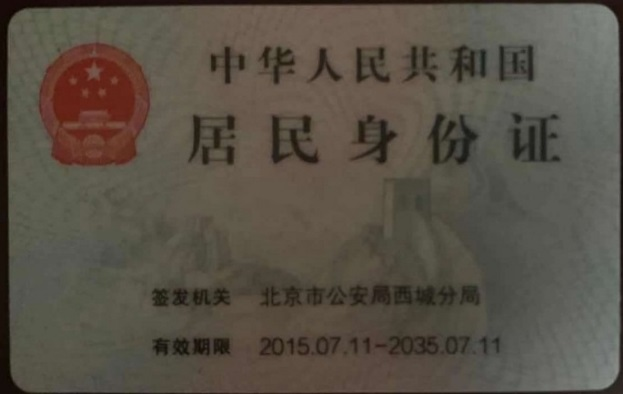 中华人民共和国
居民身份证
签发机关 北京市公安局西城分局
有效期限 2015.07.11-2035.07.11